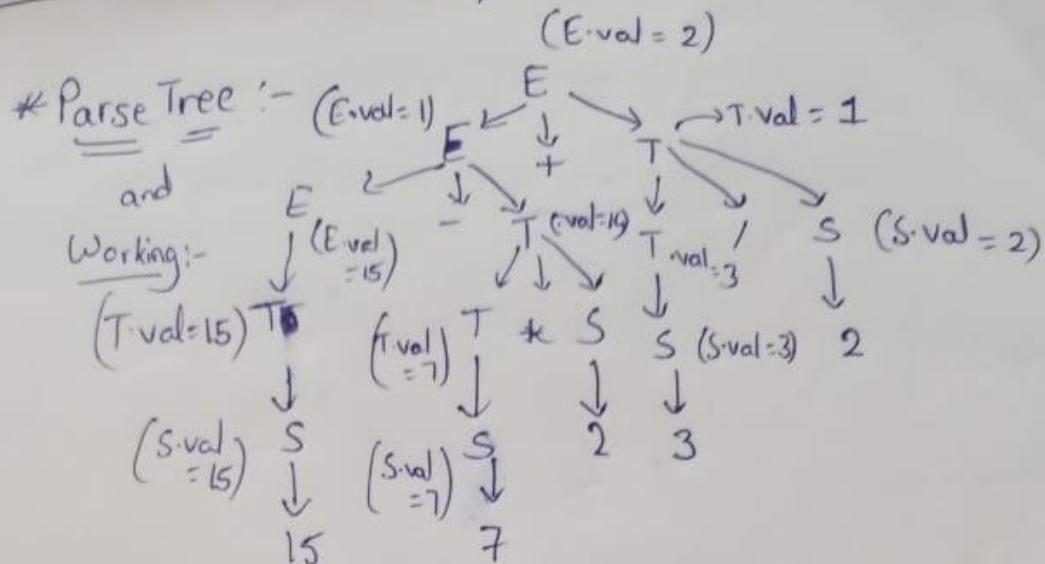 (E.val = 2)
* Parse Tree :- (E.val=1) E →T.val = 1
E + T
and E - T (.val=14) T.val=3 / S (S.val=2)
Working:- (E.val=15)
(T.val=15) T (T.val=7) T * S S (S.val=3) 2
(S.val=15) S (S.val=7) S 2 3
15 7